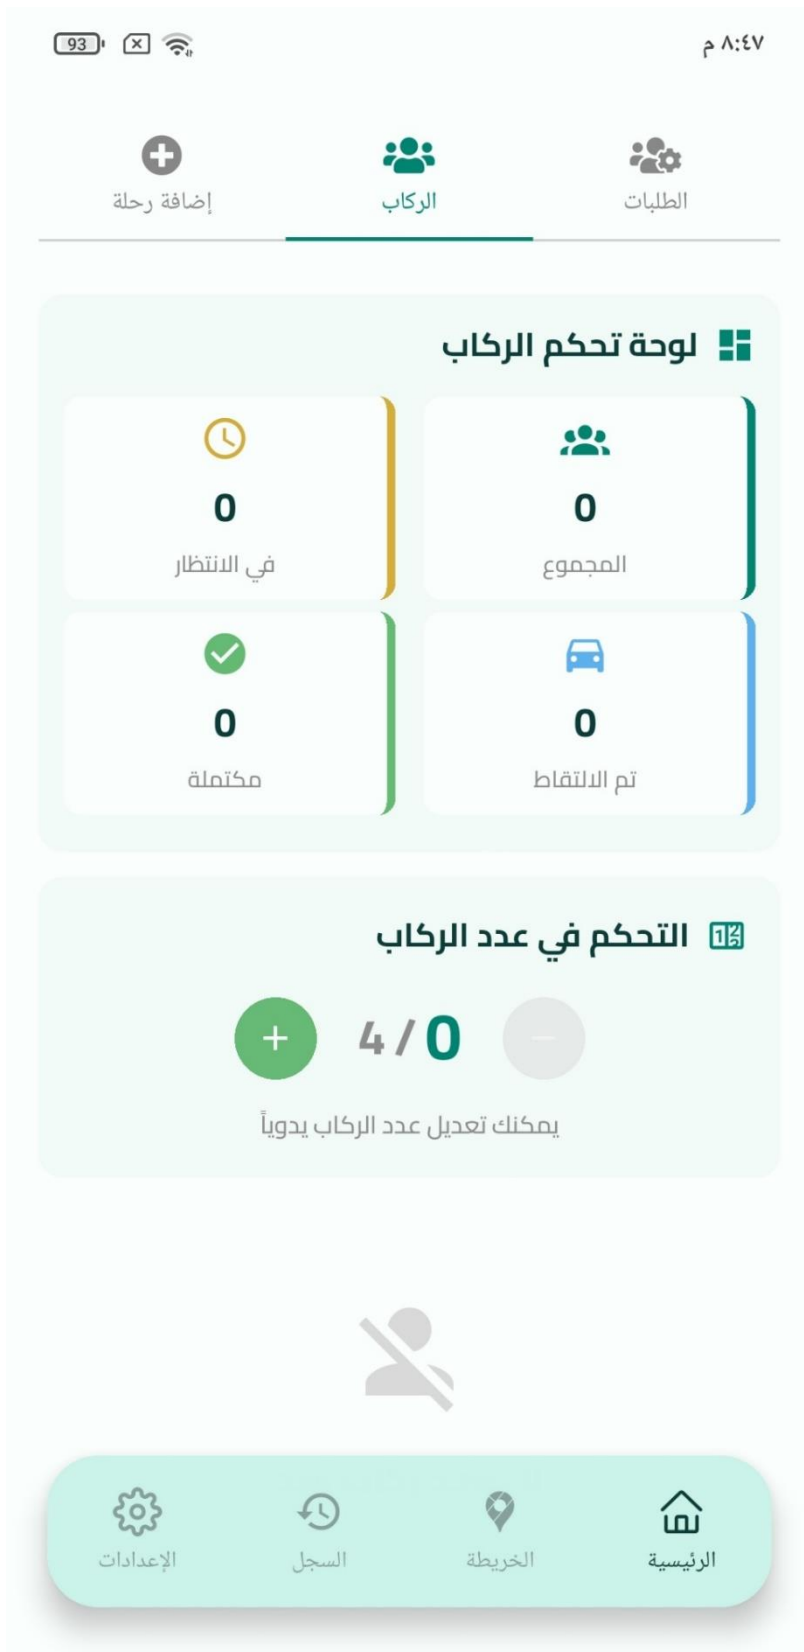 ٨:٤٧ م
93
الطلبات
الركاب
إضافة رحلة
لوحة تحكم الركاب
0
المجموع
0
في الانتظار
0
تم الالتقاط
0
مكتملة
التحكم في عدد الركاب
0/4
يمكنك تعديل عدد الركاب يدوياً
الرئيسية
الخريطة
السجل
الإعدادات